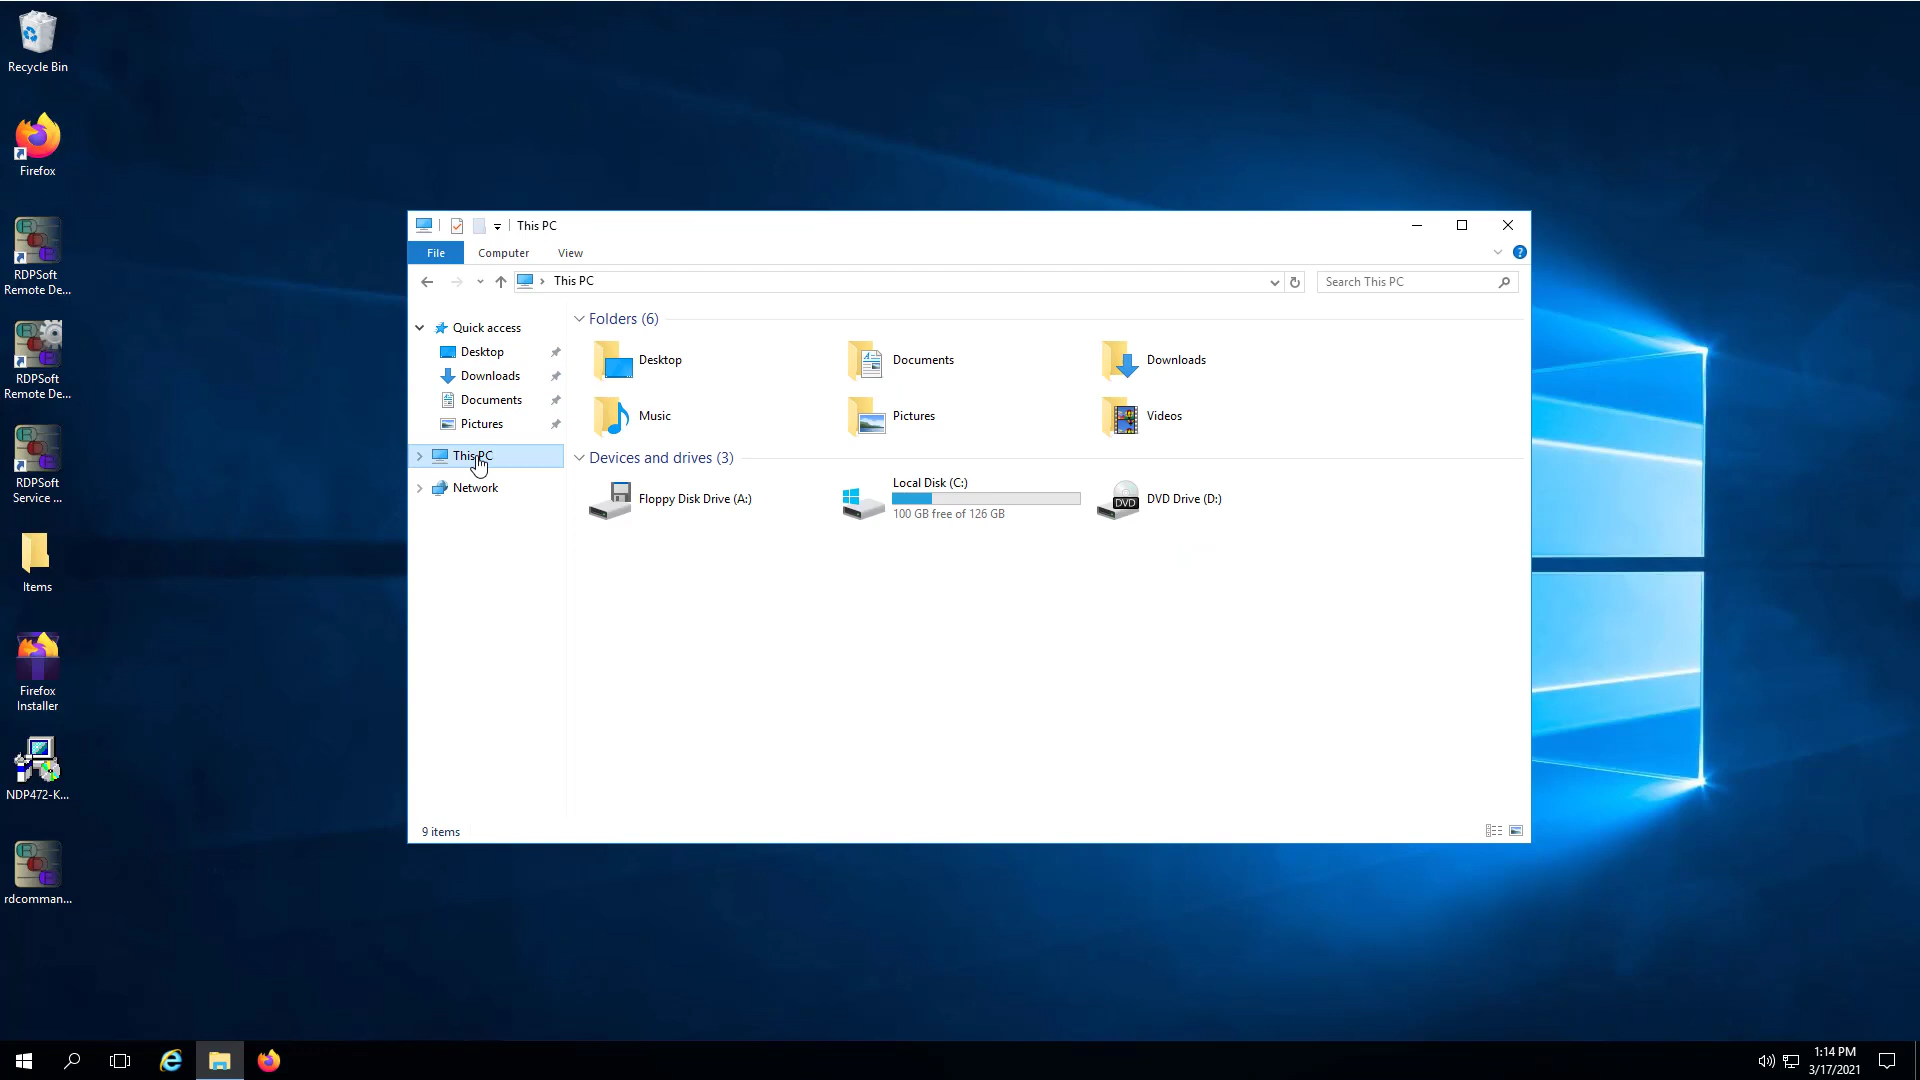 Recycle Bin
Firefox
RDPSoft
Remote De...
RDPSoft
Remote De...
RDPSoft
Service ...
Items
Firefox
Installer
NDP472-K...
rdcomman...
This PC
File
Computer
View
This PC
Search This PC
Quick access
Desktop
Downloads
Documents
Pictures
This PC
Network
Folders (6)
Desktop
Documents
Downloads
Music
Pictures
Videos
Devices and drives (3)
Floppy Disk Drive (A:)
Local Disk (C:)
100 GB free of 126 GB
DVD
DVD Drive (D:)
9 items
1:14 PM
3/17/2021